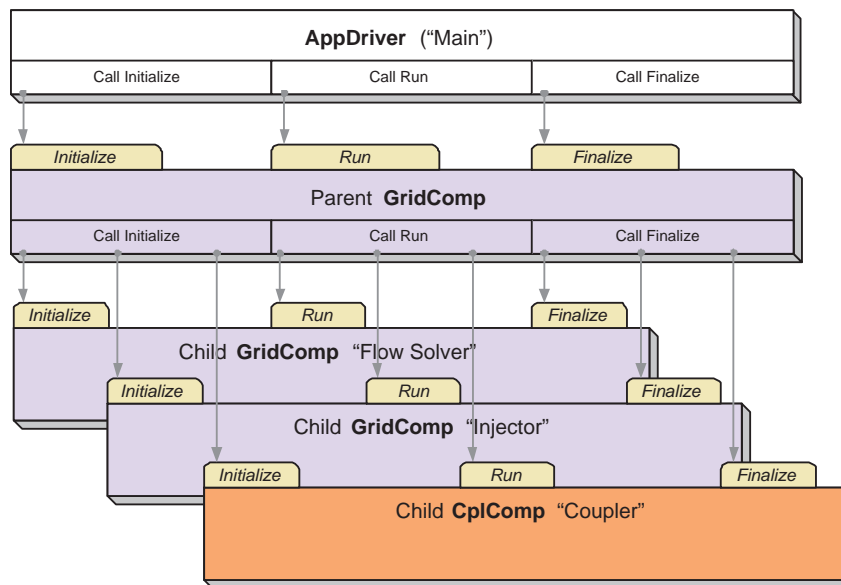 AppDriver (“Main”)
Call Initialize Call Run Call Finalize
Initialize Run Finalize
Parent GridComp
Call Initialize Call Run Call Finalize
Initialize Run Finalize
Child GridComp “Flow Solver”
Initialize Run Finalize
Child GridComp “Injector”
Initialize Run Finalize
Child CplComp “Coupler”